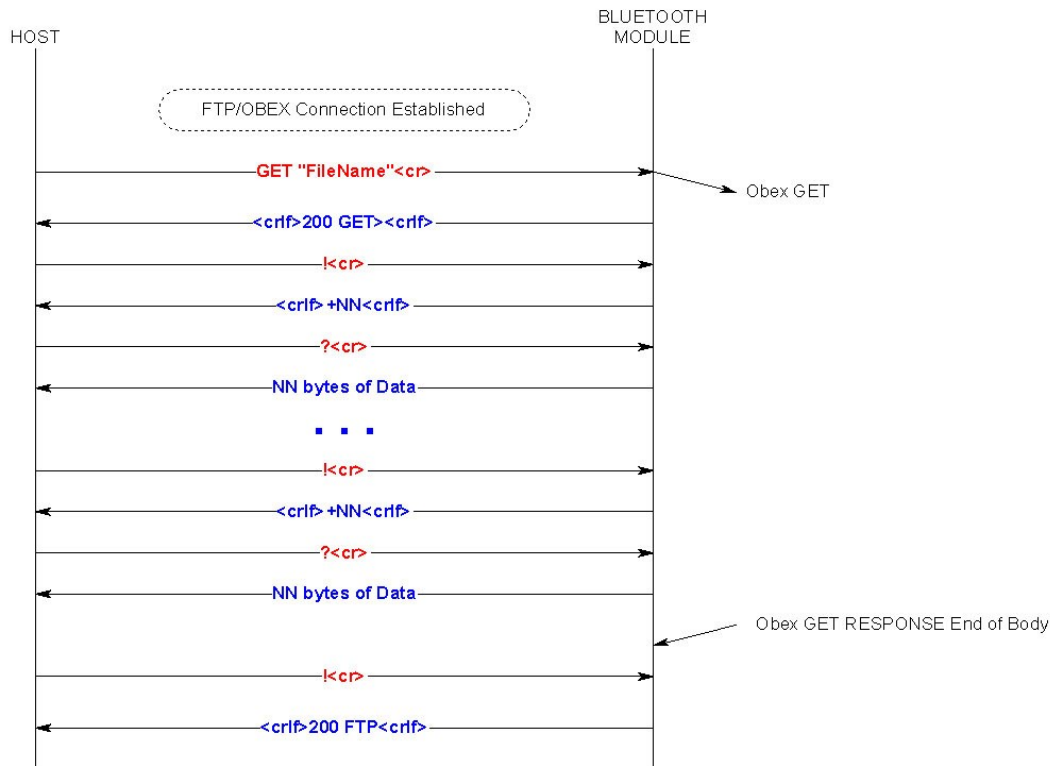 HOST
BLUETOOTH
MODULE
FTP/OBEX Connection Established
GET "FileName"<cr>
Obex GET
<crlf>200 GET><crlf>
!<cr>
<crlf> +NN<crlf>
?<cr>
NN bytes of Data
. . .
!<cr>
<crlf> +NN<crlf>
?<cr>
NN bytes of Data
Obex GET RESPONSE End of Body
!<cr>
<crlf>200 FTP<crlf>